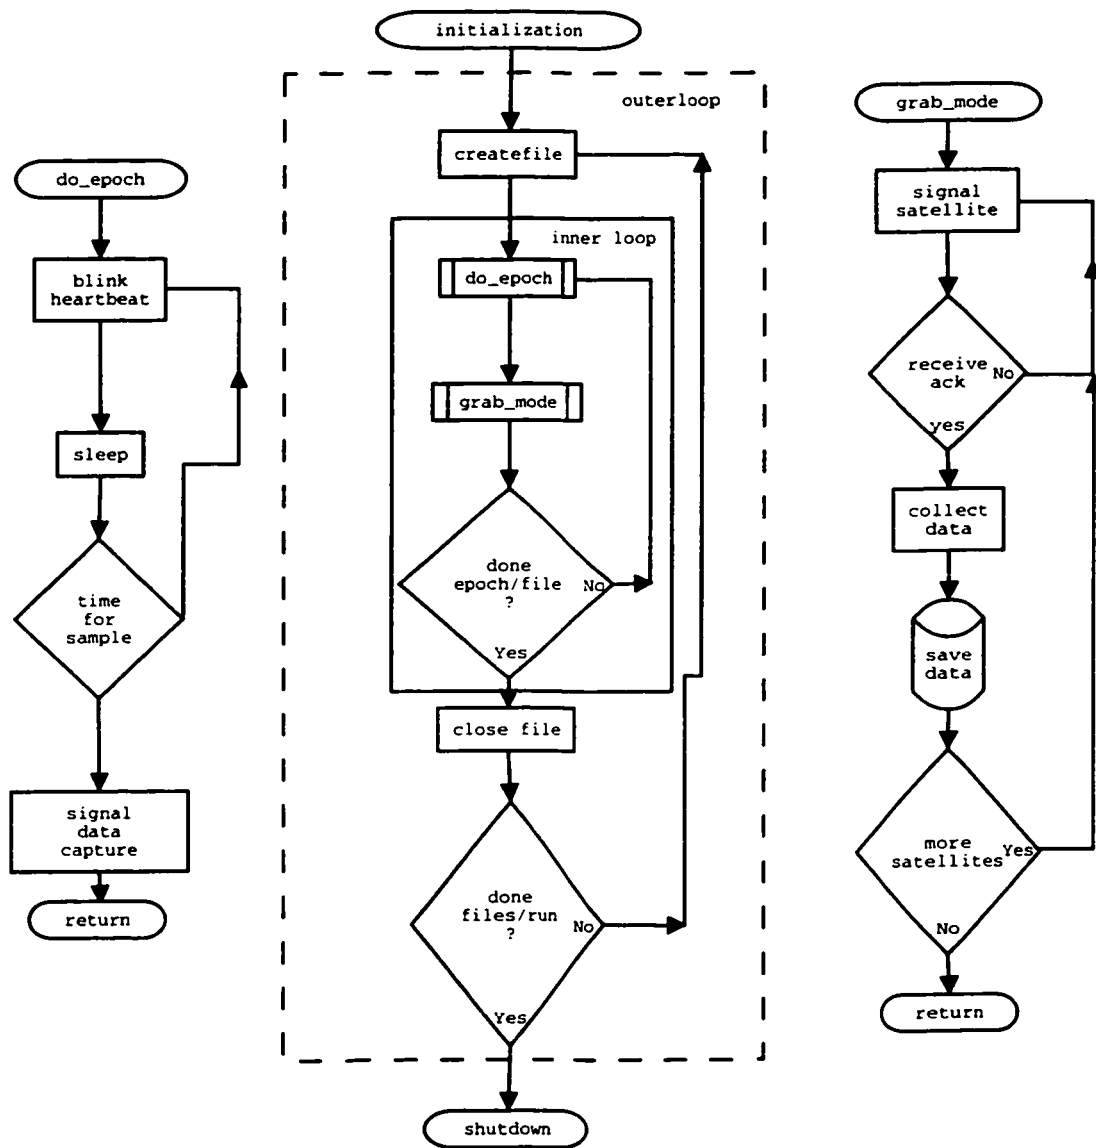 do_epoch
blink
heartbeat
sleep
time
for
sample
signal
data
capture
return
initialization
outerloop
createfile
inner loop
do_epoch
grab_mode
done
epoch/file
?
No
Yes
close file
done
files/run
?
No
Yes
shutdown
grab_mode
signal
satellite
receive
ack
No
yes
collect
data
save
data
more
satellites
Yes
No
return